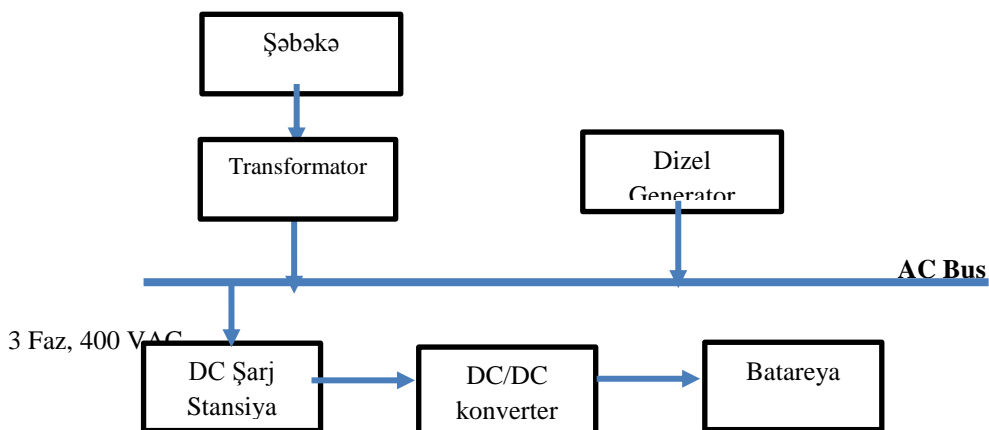 Şəbəkə
Transformator
Dizel
Generator
AC Bus
3 Faz, 400 VAC
DC Şarj
Stansiya
DC/DC
konverter
Batareya